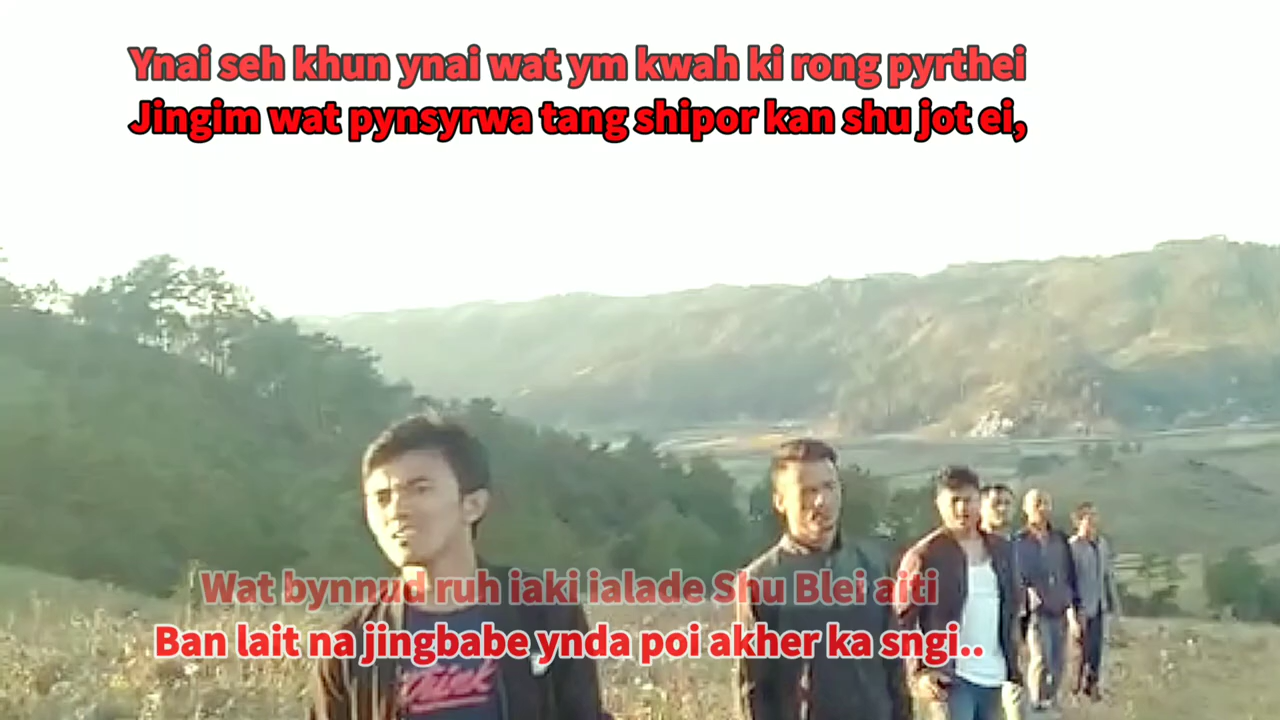 Ynai seh khun ynai wat ym kwah ki rong pyrthei
Jingim wat pynsyrwa tang shipor kan shu jot ei,
Wat bynnud ruh iaki ialade Shu Blei aiti
Ban lait na jingbabe ynda poi akher ka sngi..